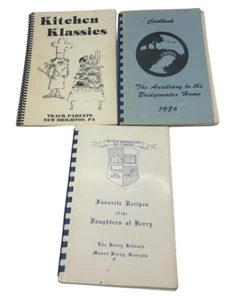 Kitchen
Klassics
TRACK PARENTS
NEW BRIGHTON, PA
Cookbook
The Auxiliary to the
Bridgewater Home
1986
Favorite Recipes
of the
Daughters of Berry
The Berry Schools
Mount Berry, Georgia